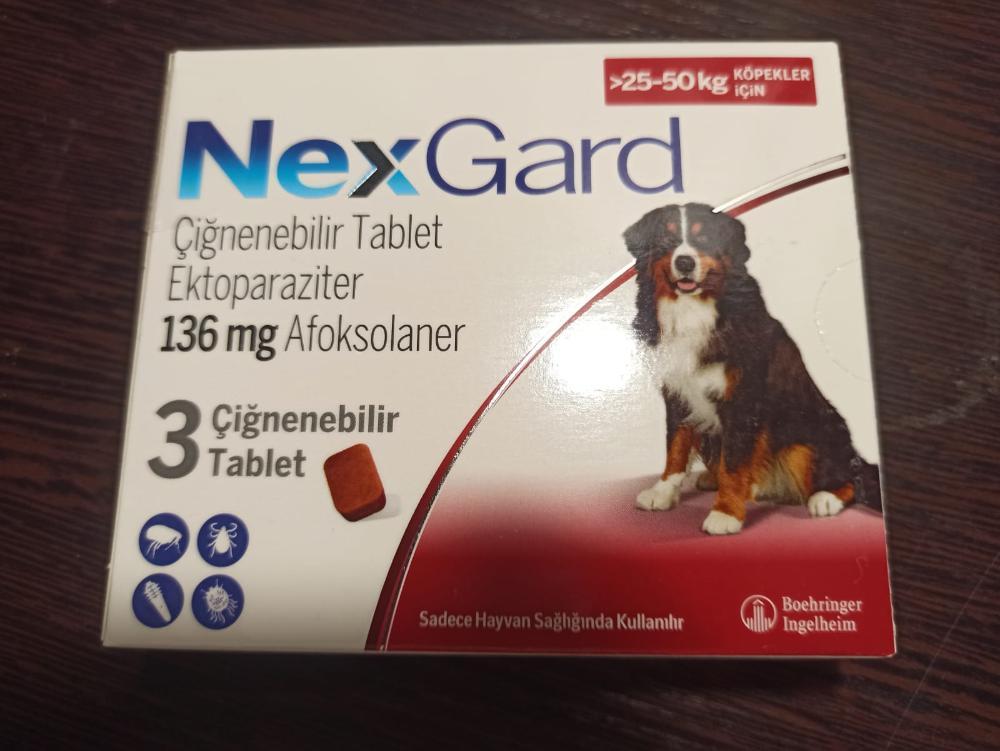 >25-50 kg KÖPEKLER
İÇİN
NexGard
Çiğnenebilir Tablet
Ektoparaziter
136 mg Afoksolaner
3 Çiğnenebilir
Tablet
Sadece Hayvan Sağlığında Kullanılır
Boehringer
Ingelheim